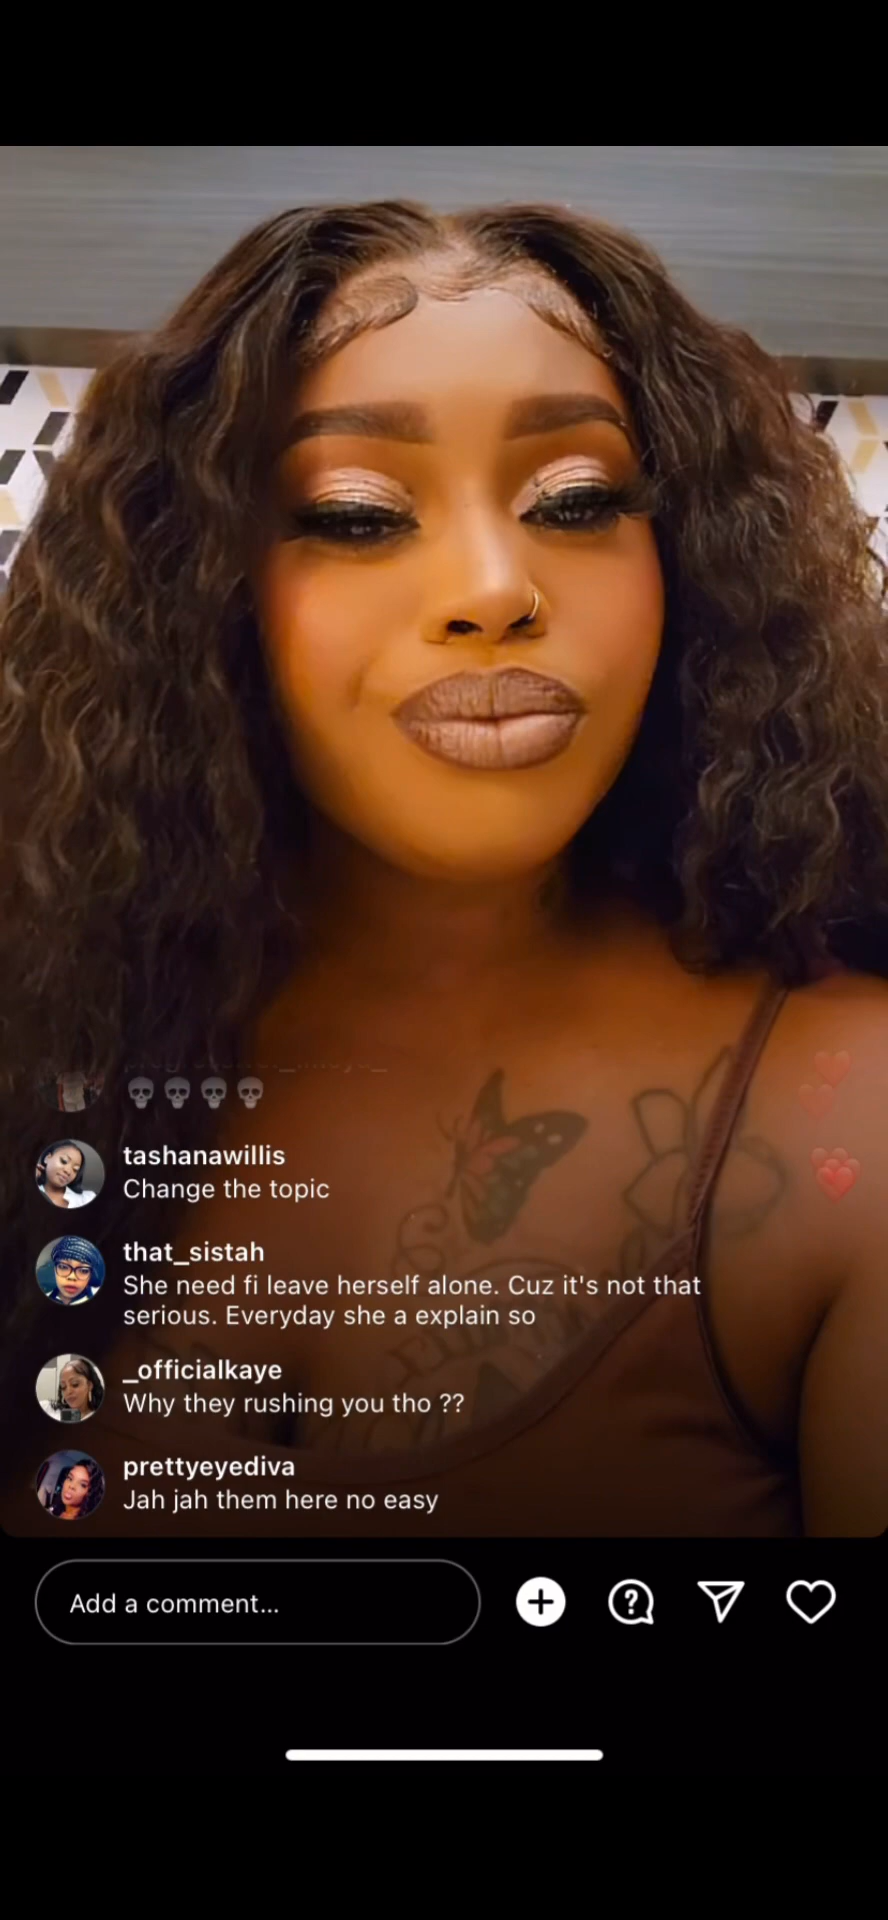 💀💀💀💀
tashanawillis
Change the topic
that_sistah
She need fi leave herself alone. Cuz it's not that
serious. Everyday she a explain so
_officialkaye
Why they rushing you tho ??
prettyeyediva
Jah jah them here no easy
Add a comment...